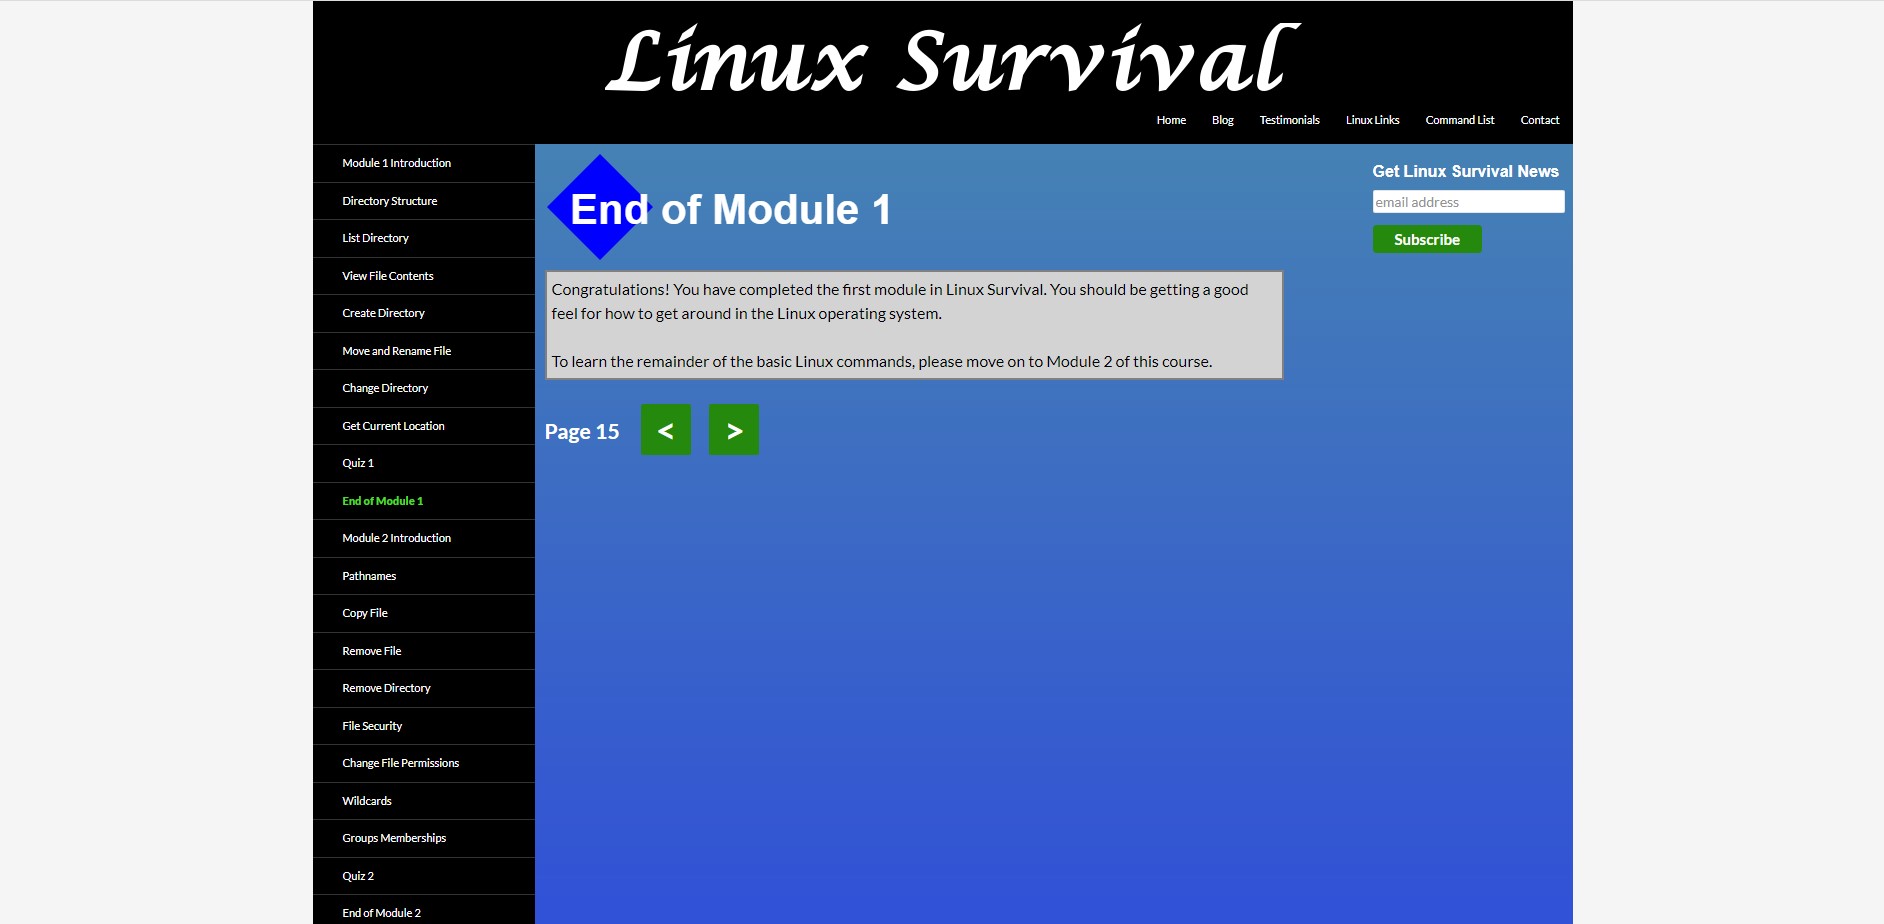 Linux Survival
Home Blog Testimonials Linux Links Command List Contact
Module 1 Introduction
Directory Structure
List Directory
View File Contents
Create Directory
Move and Rename File
Change Directory
Get Current Location
Quiz 1
End of Module 1
Module 2 Introduction
Pathnames
Copy File
Remove File
Remove Directory
File Security
Change File Permissions
Wildcards
Groups Memberships
Quiz 2
End of Module 2
End of Module 1
Congratulations! You have completed the first module in Linux Survival. You should be getting a good
feel for how to get around in the Linux operating system.
To learn the remainder of the basic Linux commands, please move on to Module 2 of this course.
Page 15 < >
Get Linux Survival News
email address
Subscribe